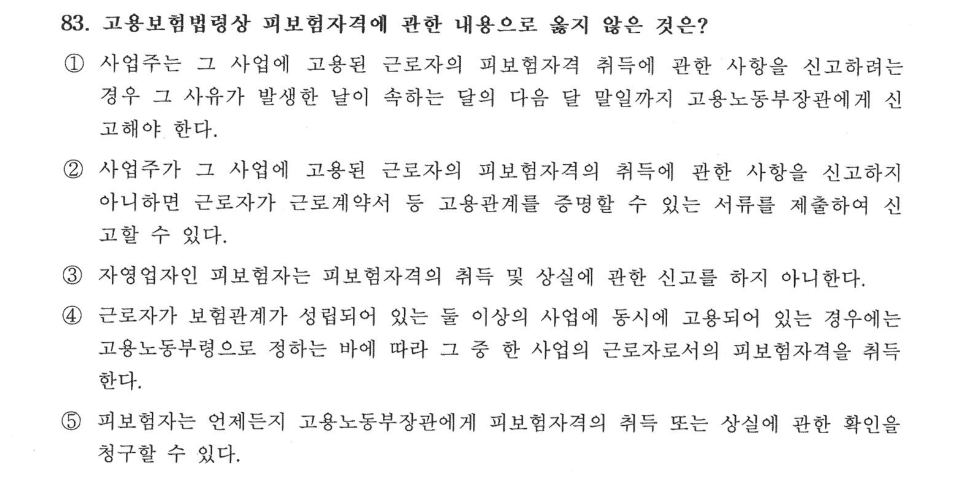 83. 고용보험법령상 피보험자격에 관한 내용으로 옳지 않은 것은?
① 사업주는 그 사업에 고용된 근로자의 피보험자격 취득에 관한 사항을 신고하려는
경우 그 사유가 발생한 날이 속하는 달의 다음 달 말일까지 고용노동부장관에게 신
고해야 한다.
② 사업주가 그 사업에 고용된 근로자의 피보험자격의 취득에 관한 사항을 신고하지
아니하면 근로자가 근로계약서 등 고용관계를 증명할 수 있는 서류를 제출하여 신
고할 수 있다.
③ 자영업자인 피보험자는 피보험자격의 취득 및 상실에 관한 신고를 하지 아니한다.
④ 근로자가 보험관계가 성립되어 있는 둘 이상의 사업에 동시에 고용되어 있는 경우에는
고용노동부령으로 정하는 바에 따라 그 중 한 사업의 근로자로서의 피보험자격을 취득
한다.
⑤ 피보험자는 언제든지 고용노동부장관에게 피보험자격의 취득 또는 상실에 관한 확인을
청구할 수 있다.